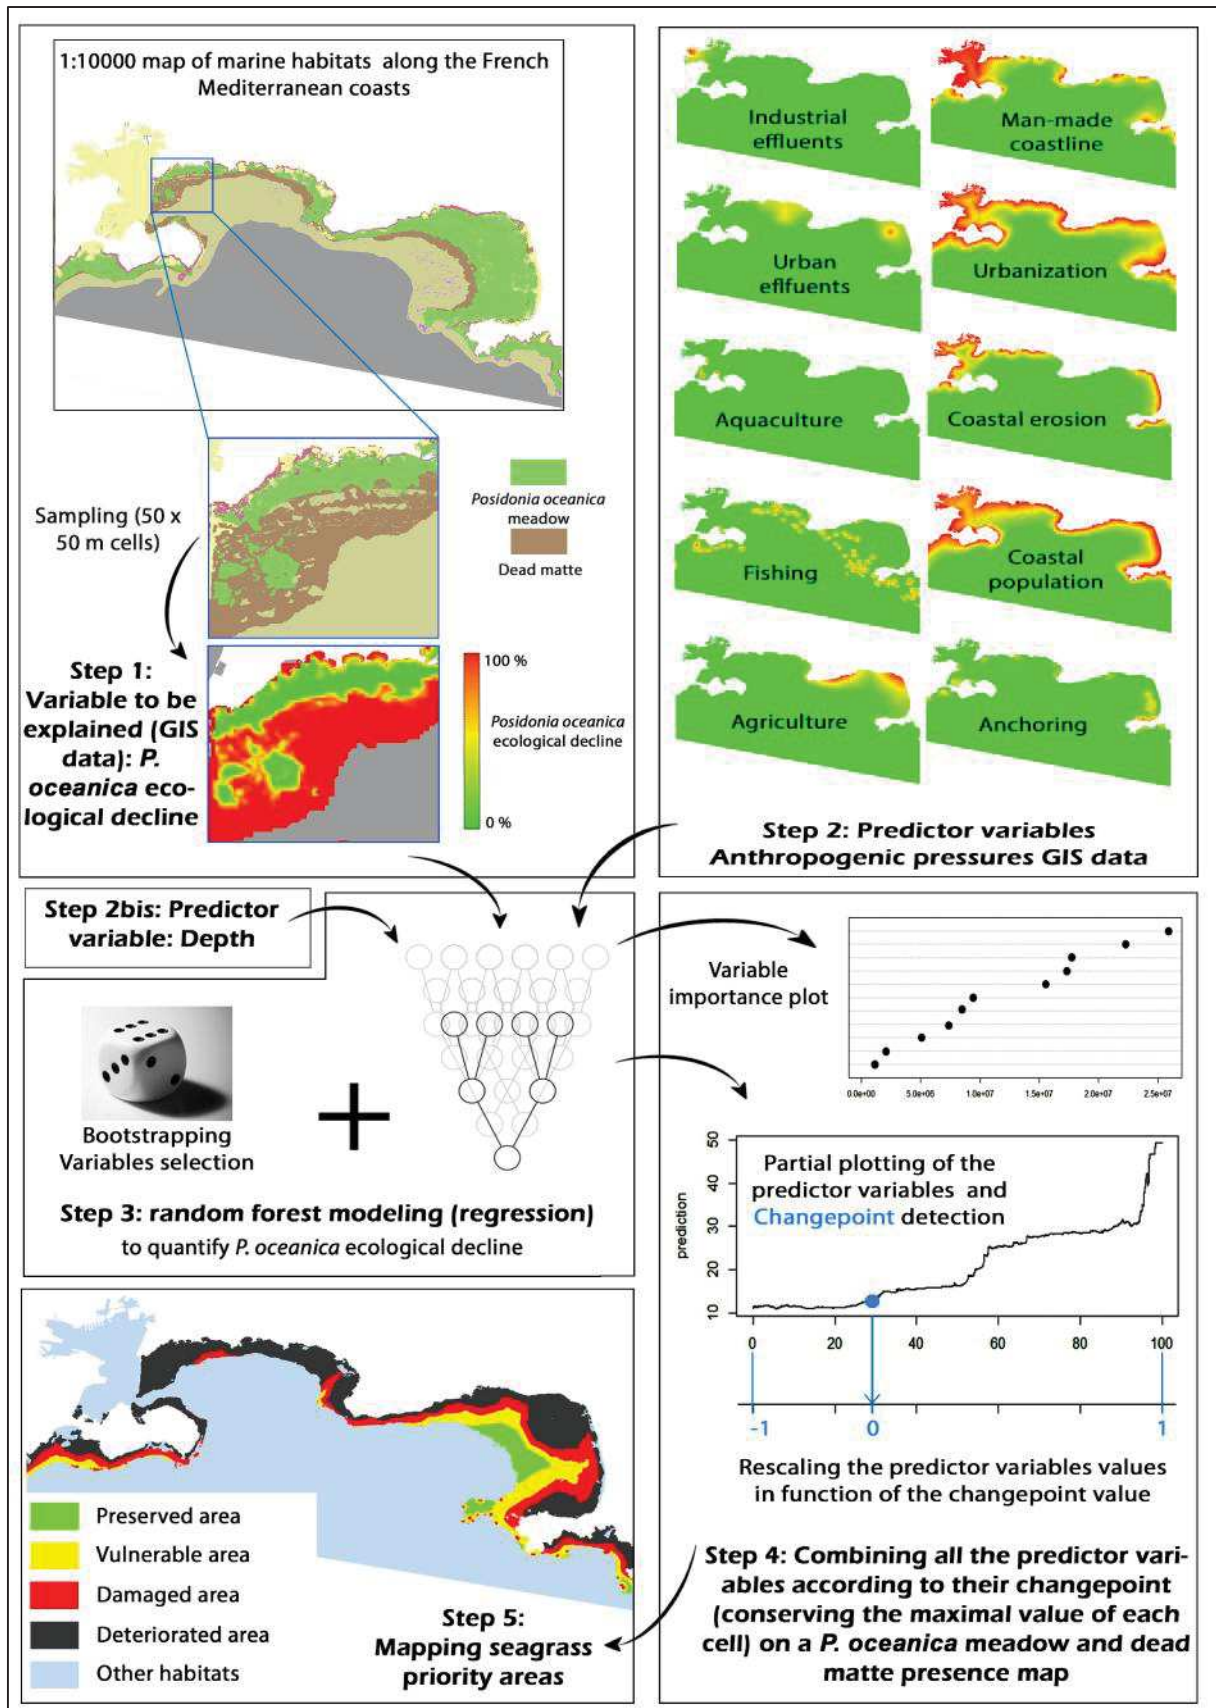 1:10000 map of marine habitats along the French
Mediterranean coasts
Sampling (50 x
50 m cells)
Posidonia oceanica
meadow
Dead matte
Step 1:
Variable to be
explained (GIS
data): P.
oceanica eco-
logical decline
100 %
Posidonia oceanica
ecological decline
0 %
Industrial
effluents
Man-made
coastline
Urban
eflfuents
Urbanization
Aquaculture
Coastal erosion
Fishing
Coastal
population
Agriculture
Anchoring
Step 2: Predictor variables
Anthropogenic pressures GIS data
Step 2bis: Predictor
variable: Depth
Bootstrapping
Variables selection
+
Step 3: random forest modeling (regression)
to quantify P. oceanica ecological decline
Variable
importance plot
0.0e+00 5.0e+06 1.0e+07 1.5e+07 2.0e+07 2.5e+07
Partial plotting of the
predictor variables and
Changepoint detection
prediction
50
40
30
20
10
0 20 40 60 80 100
-1 0 1
Rescaling the predictor variables values
in function of the changepoint value
Step 4: Combining all the predictor vari-
ables according to their changepoint
(conserving the maximal value of each
cell) on a P. oceanica meadow and dead
matte presence map
Preserved area
Vulnerable area
Damaged area
Deteriorated area
Other habitats
Step 5:
Mapping seagrass
priority areas